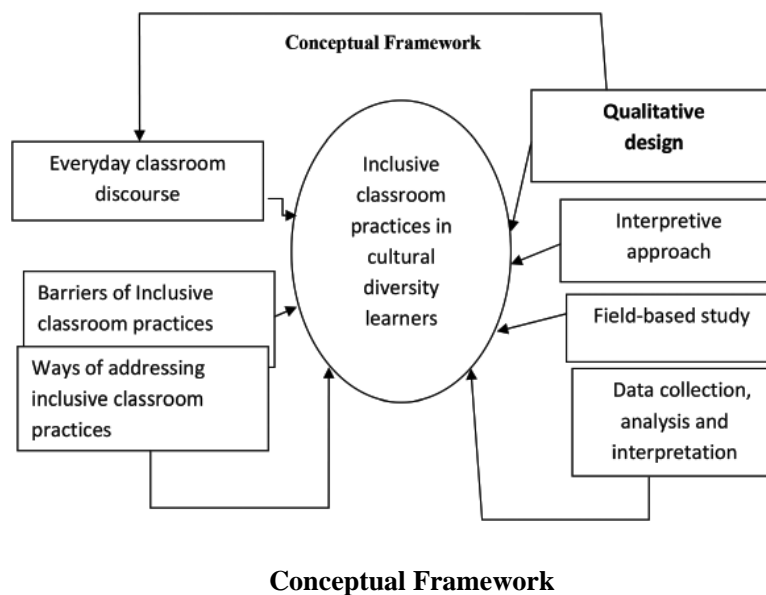 Conceptual Framework
Everyday classroom
discourse
Barriers of Inclusive
classroom practices
Ways of addressing
inclusive classroom
practices
Inclusive
classroom
practices in
cultural
diversity
learners
Qualitative
design
Interpretive
approach
Field-based study
Data collection,
analysis and
interpretation
Conceptual Framework